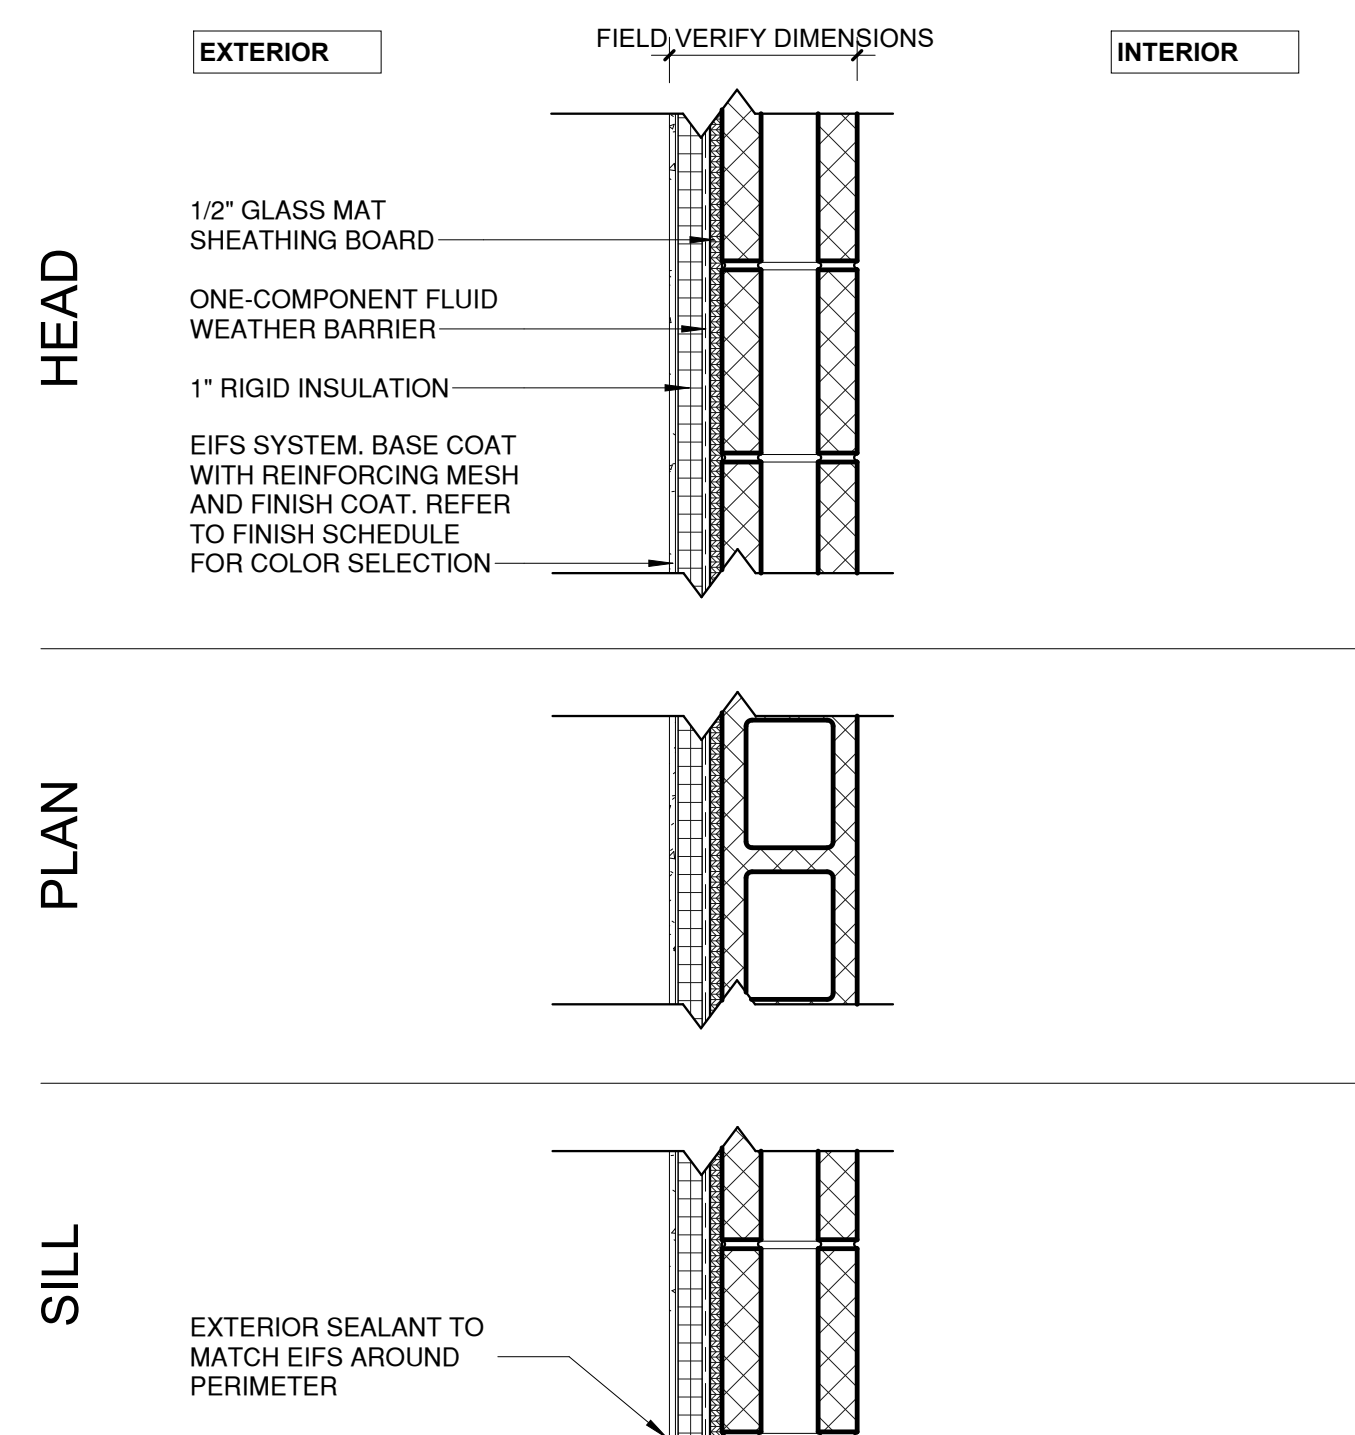 EXTERIOR
FIELD VERIFY DIMENSIONS
INTERIOR
HEAD
1/2" GLASS MAT
SHEATHING BOARD
ONE-COMPONENT FLUID
WEATHER BARRIER
1" RIGID INSULATION
EIFS SYSTEM. BASE COAT
WITH REINFORCING MESH
AND FINISH COAT. REFER
TO FINISH SCHEDULE
FOR COLOR SELECTION
PLAN
SILL
EXTERIOR SEALANT TO
MATCH EIFS AROUND
PERIMETER